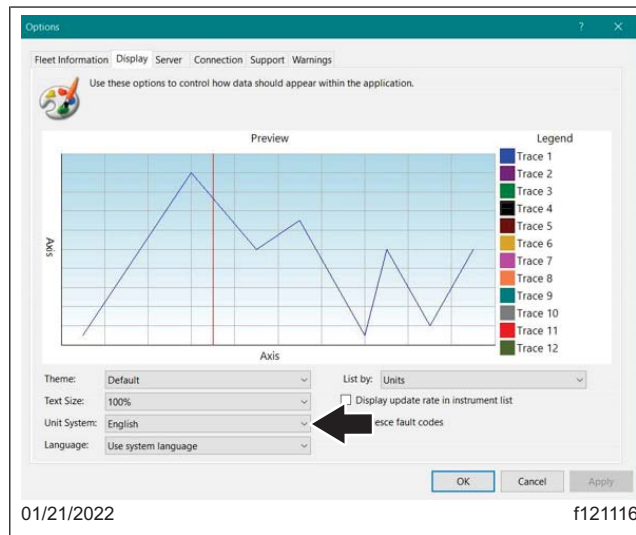 Options ? X
Fleet Information Display Server Connection Support Warnings
Use these options to control how data should appear within the application.
Preview
Legend
Trace 1
Trace 2
Trace 3
Trace 4
Trace 5
Trace 6
Trace 7
Trace 8
Trace 9
Trace 10
Trace 11
Trace 12
Axis
Axis
Theme: Default List by: Units
Text Size: 100% Display update rate in instrument list
Unit System: English esce fault codes
Language: Use system language
OK Cancel Apply
01/21/2022 f121116